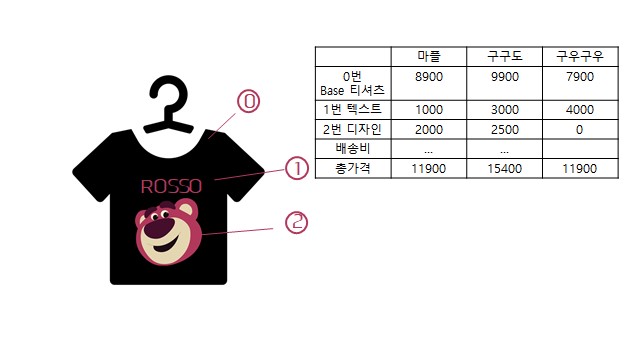 마플 구구도 구우구우
0번
Base 티셔츠 8900 9900 7900
1번 텍스트 1000 3000 4000
2번 디자인 2000 2500 0
배송비 ... ...
총가격 11900 15400 11900
0
1
ROSSO
2